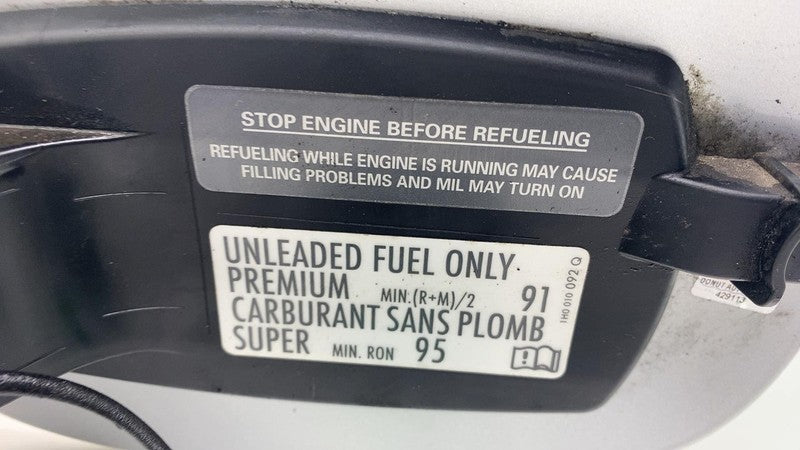 STOP ENGINE BEFORE REFUELING
REFUELING WHILE ENGINE IS RUNNING MAY CAUSE
FILLING PROBLEMS AND MIL MAY TURN ON
UNLEADED FUEL ONLY
PREMIUM MIN.(R+M)/2 91
CARBURANT SANS PLOMB
SUPER MIN. RON 95
1H0 010 092 Q
429113